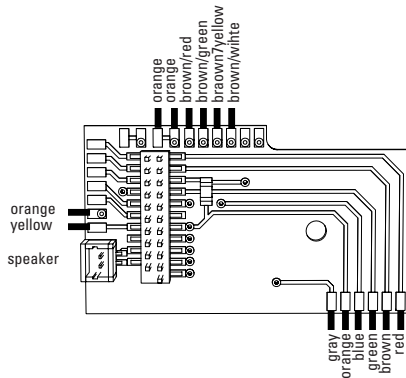 orange
orange
brown/red
brown/green
braown7yellow
brown/wihte
orange
yellow
speaker
gray
orange
blue
green
brown
red